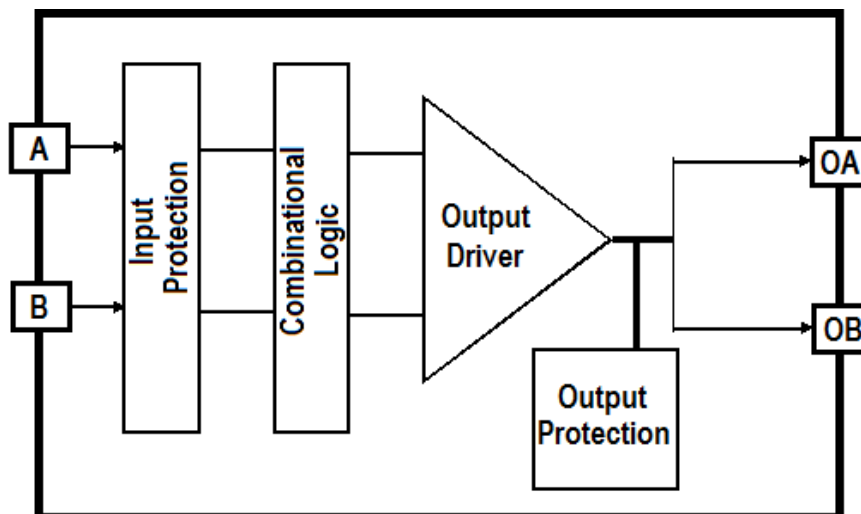 A
B
Input
Protection
Combinational
Logic
Output
Driver
Output
Protection
OA
OB